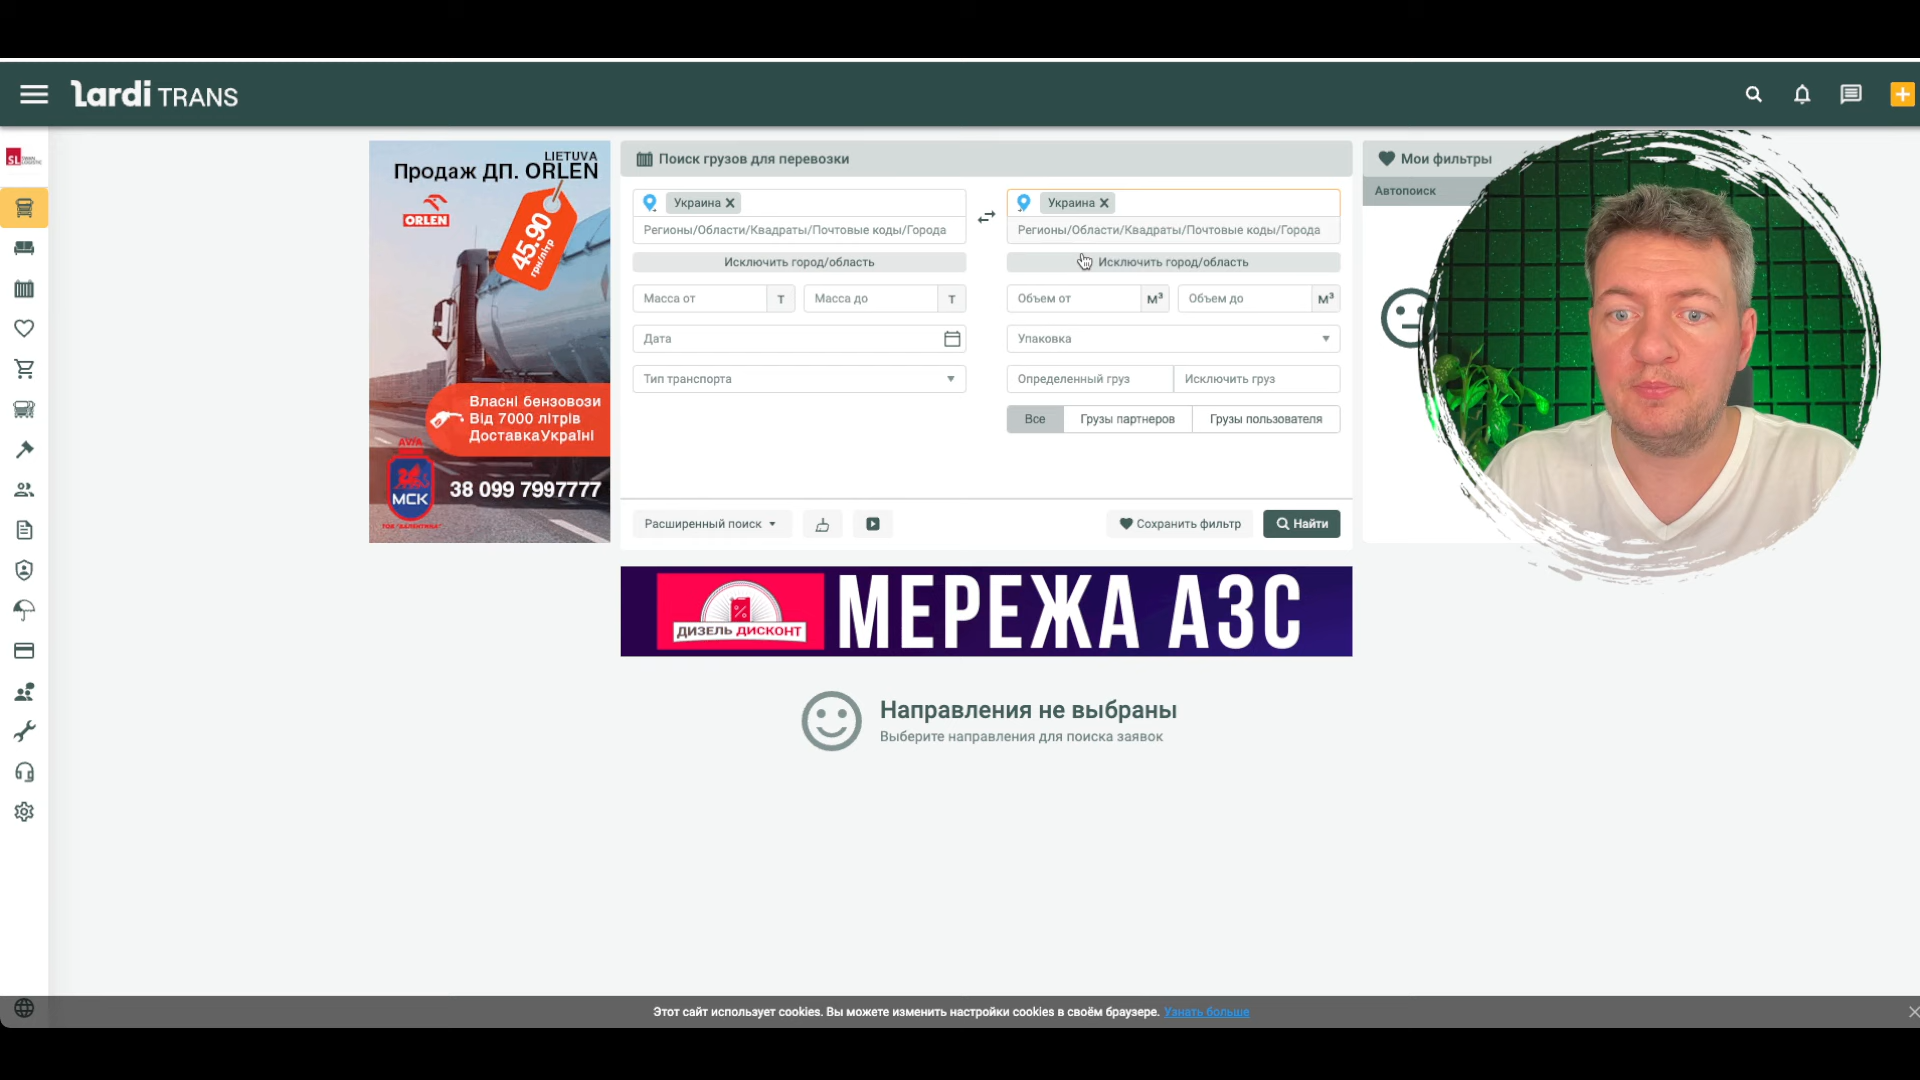 lardi TRANS
SL
LIETUVA
Продаж ДП. ORLEN
ORLEN
45.90
грн/літр
Власні бензовози
Від 7000 літрів
ДоставкаУкраїні
AVIA
МСК
38 099 7997777
ТОВ "ВАЛЕНТИНА"
Поиск грузов для перевозки
Украина
Регионы/Области/Квадраты/Почтовые коды/Города
Исключить город/область
Украина
Регионы/Области/Квадраты/Почтовые коды/Города
Исключить город/область
Масса от т
Масса до т
Объем от м³
Объем до м³
Дата
Упаковка
Тип транспорта
Определенный груз
Исключить груз
Все
Грузы партнеров
Грузы пользователя
Расширенный поиск
Сохранить фильтр
Найти
Мои фильтры
Автопоиск
ДИЗЕЛЬ ДИСКОНТ
МЕРЕЖА АЗС
Направления не выбраны
Выберите направления для поиска заявок
Этот сайт использует cookies. Вы можете изменить настройки cookies в своём браузере. Узнать больше